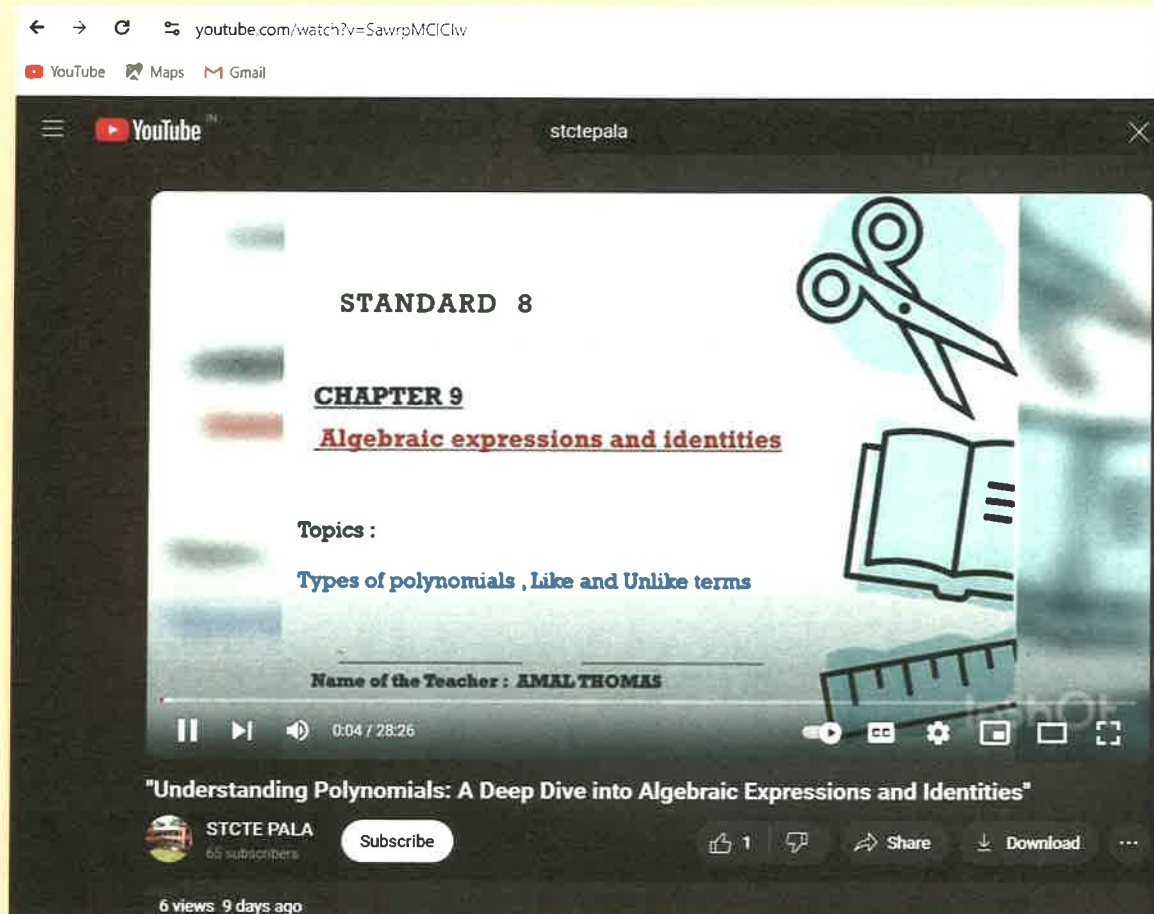 youtube.com/watch?v=SawrpMClClw
YouTube Maps Gmail
YouTube IN stctepala
STANDARD 8
CHAPTER 9
Algebraic expressions and identities
Topics :
Types of polynomials , Like and Unlike terms
Name of the Teacher : AMAL THOMAS
InShOt
0:04 / 28:26 CC
"Understanding Polynomials: A Deep Dive into Algebraic Expressions and Identities"
STCTE PALA
65 subscribers
Subscribe 1 Share Download
6 views 9 days ago